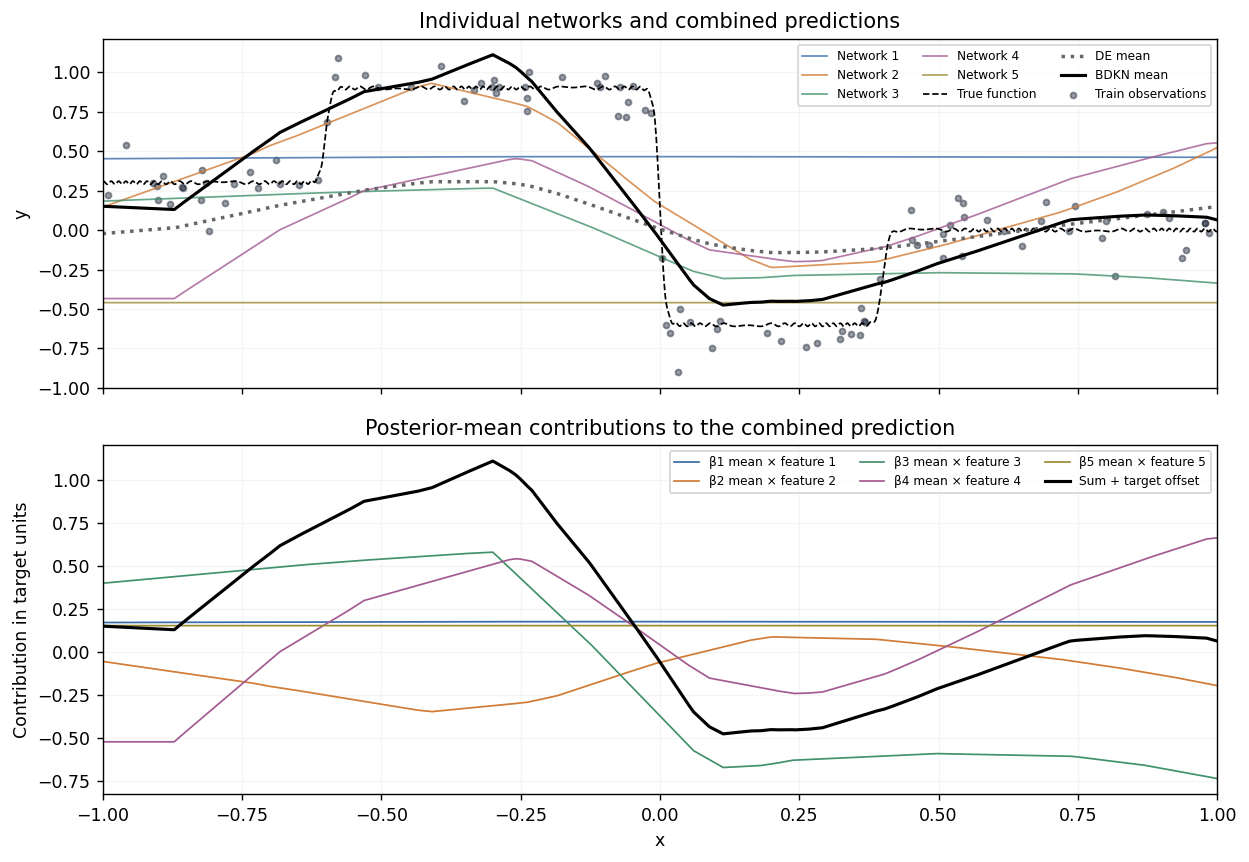 Individual networks and combined predictions
1.00
0.75
0.50
0.25
0.00
−0.25
−0.50
−0.75
−1.00
y
Network 1
Network 2
Network 3
Network 4
Network 5
True function
DE mean
BDKN mean
Train observations
Posterior-mean contributions to the combined prediction
1.00
0.75
0.50
0.25
0.00
−0.25
−0.50
−0.75
Contribution in target units
β1 mean × feature 1
β2 mean × feature 2
β3 mean × feature 3
β4 mean × feature 4
β5 mean × feature 5
Sum + target offset
−1.00 −0.75 −0.50 −0.25 0.00 0.25 0.50 0.75 1.00
x